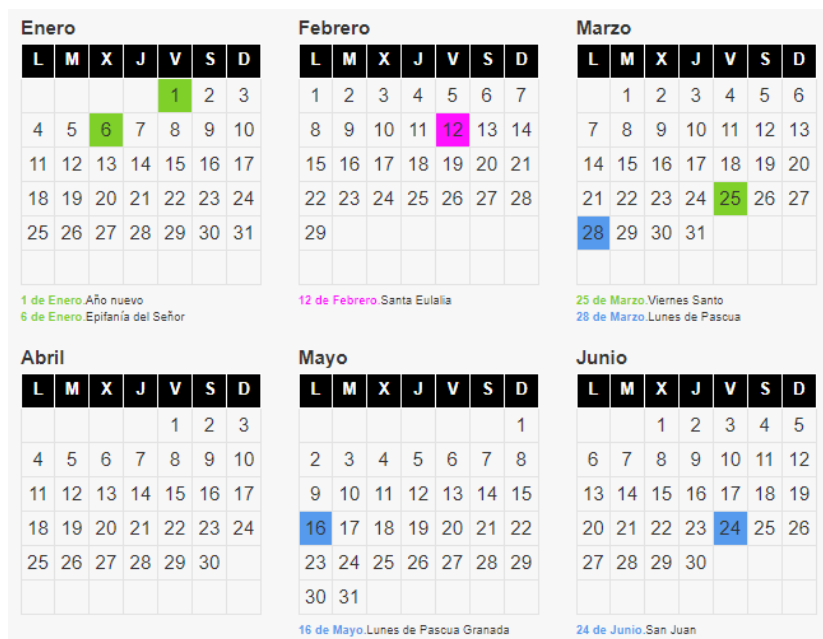 Enero
L M X J V S D
1 2 3
4 5 6 7 8 9 10
11 12 13 14 15 16 17
18 19 20 21 22 23 24
25 26 27 28 29 30 31
1 de Enero.Año nuevo
6 de Enero.Epifanía del Señor
Febrero
L M X J V S D
1 2 3 4 5 6 7
8 9 10 11 12 13 14
15 16 17 18 19 20 21
22 23 24 25 26 27 28
29
12 de Febrero.Santa Eulalia
Marzo
L M X J V S D
1 2 3 4 5 6
7 8 9 10 11 12 13
14 15 16 17 18 19 20
21 22 23 24 25 26 27
28 29 30 31
25 de Marzo.Viernes Santo
28 de Marzo.Lunes de Pascua
Abril
L M X J V S D
1 2 3
4 5 6 7 8 9 10
11 12 13 14 15 16 17
18 19 20 21 22 23 24
25 26 27 28 29 30
Mayo
L M X J V S D
1
2 3 4 5 6 7 8
9 10 11 12 13 14 15
16 17 18 19 20 21 22
23 24 25 26 27 28 29
30 31
16 de Mayo.Lunes de Pascua Granada
Junio
L M X J V S D
1 2 3 4 5
6 7 8 9 10 11 12
13 14 15 16 17 18 19
20 21 22 23 24 25 26
27 28 29 30
24 de Junio.San Juan